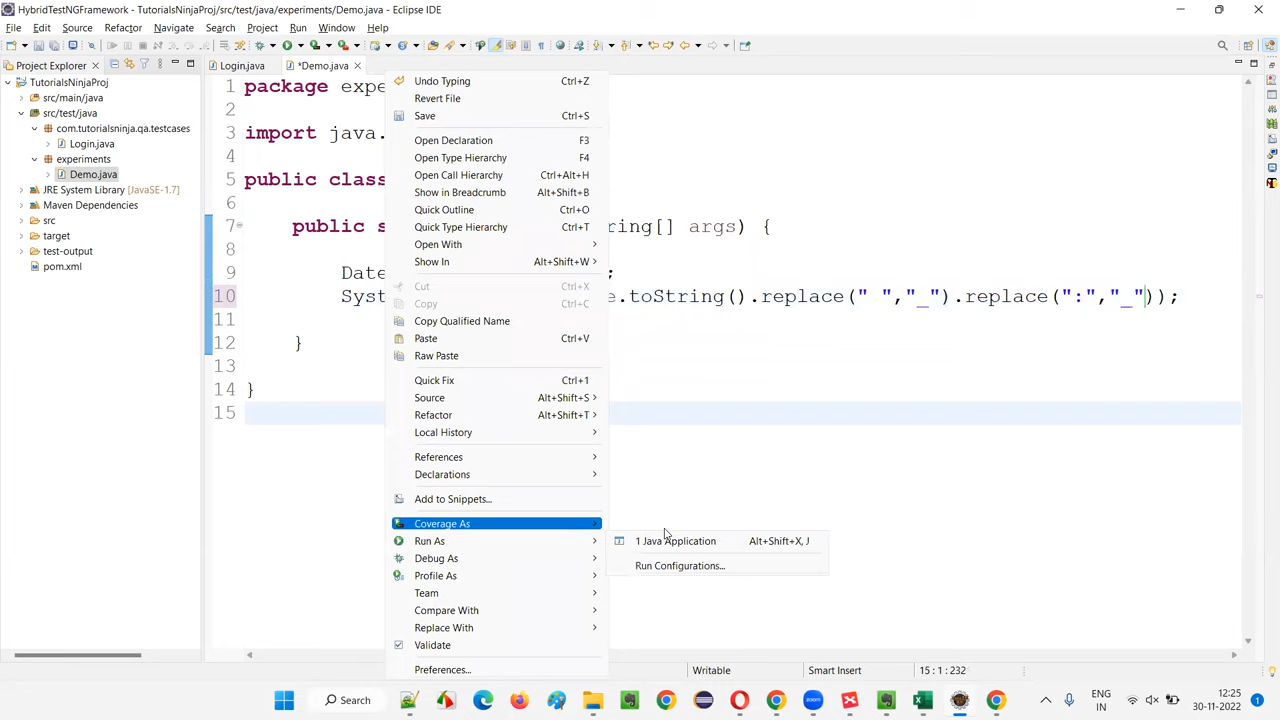 HybridTestNGFramework - TutorialsNinjaProj/src/test/java/experiments/Demo.java - Eclipse IDE
File Edit Source Refactor Navigate Search Project Run Window Help
Project Explorer
Login.java *Demo.java
TutorialsNinjaProj
src/main/java
src/test/java
com.tutorialsninja.qa.testcases
Login.java
experiments
Demo.java
JRE System Library [JavaSE-1.7]
Maven Dependencies
src
target
test-output
pom.xml
1 package expe
2
3 import java.
4
5 public class
6
7 public s ring[] args) {
8
9 Date ;
10 Syst e.toString().replace(" ","_").replace(":","_"));
11
12 }
13
14 }
15
Undo Typing Ctrl+Z
Revert File
Save Ctrl+S
Open Declaration F3
Open Type Hierarchy F4
Open Call Hierarchy Ctrl+Alt+H
Show in Breadcrumb Alt+Shift+B
Quick Outline Ctrl+O
Quick Type Hierarchy Ctrl+T
Open With
Show In Alt+Shift+W
Cut Ctrl+X
Copy Ctrl+C
Copy Qualified Name
Paste Ctrl+V
Raw Paste
Quick Fix Ctrl+1
Source Alt+Shift+S
Refactor Alt+Shift+T
Local History
References
Declarations
Add to Snippets...
Coverage As
Run As
Debug As
Profile As
Team
Compare With
Replace With
Validate
Preferences...
1 Java Application Alt+Shift+X, J
Run Configurations...
Writable Smart Insert 15 : 1 : 232
Search
ENG
IN
12:25
30-11-2022
1